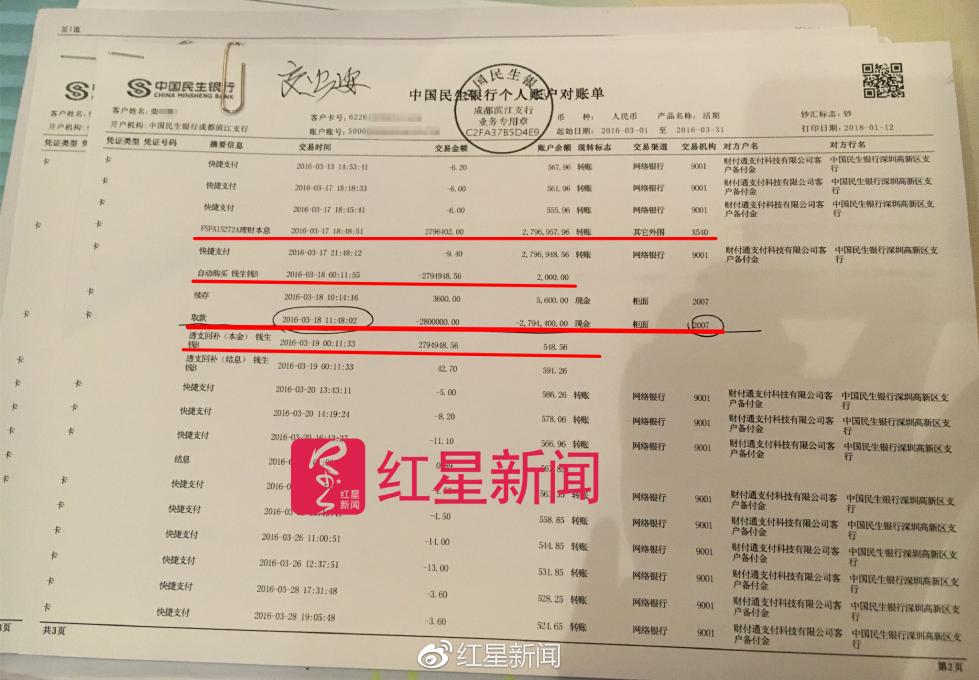 中国民生银行
CHINA MINSHENG BANK
中国民生银行个人账户对账单
成都滨江支行
业务专用章
C2FA37B5D4E9
客户姓名：
客户卡号：6226
币 种： 人民币 产品名称：活期 钞汇标志：钞
开户机构：中国民生银行成都滨江支行 账户账号：5000 起始日期：2016-03-01 至 2016-03-31 打印日期：2018-01-12
凭证类型 凭证号码 摘要信息 交易时间 交易金额 账户余额 现转标志 交易渠道 交易机构 对方户名 对方行名
卡 快捷支付 2016-03-13 14:53:41 -6.20 567.96 转账 网络银行 9001 财付通支付科技有限公司客户备付金 中国民生银行深圳高新区支行
卡 快捷支付 2016-03-17 18:18:33 -6.00 561.96 转账 网络银行 9001 财付通支付科技有限公司客户备付金 中国民生银行深圳高新区支行
卡 快捷支付 2016-03-17 18:45:41 -6.00 555.96 转账 网络银行 9001 财付通支付科技有限公司客户备付金 中国民生银行深圳高新区支行
卡 FSFA15272A理财本息 2016-03-17 18:48:51 2796402.00 2,796,957.96 转账 其它外围 X540
卡 快捷支付 2016-03-17 21:48:12 -9.40 2,796,948.56 转账 网络银行 9001 财付通支付科技有限公司客户备付金 中国民生银行深圳高新区支行
自动购买 钱生钱B 2016-03-18 00:11:55 -2794948.56 2,000.00
卡 续存 2016-03-18 10:14:16 3600.00 5,600.00 现金 柜面 2007
卡 取款 2016-03-18 11:48:02 -2800000.00 -2,794,400.00 现金 柜面 2007
透支回补（本金） 钱生钱B 2016-03-19 00:11:33 2794948.56 548.56
透支回补（结息） 钱生钱B 2016-03-19 00:11:33 42.70 591.26
卡 快捷支付 2016-03-20 13:43:11 -5.00 586.26 转账 网络银行 9001 财付通支付科技有限公司客户备付金 中国民生银行深圳高新区支行
卡 快捷支付 2016-03-20 14:19:24 -8.20 578.06 转账 网络银行 9001 财付通支付科技有限公司客户备付金 中国民生银行深圳高新区支行
卡 快捷支付 -11.10 566.96 转账 网络银行 9001 财付通支付科技有限公司客户备付金 中国民生银行深圳高新区支行
结息
快捷支付 转账 网络银行 9001 财付通支付科技有限公司客户备付金 中国民生银行深圳高新区支行
快捷支付 -1.50 558.85 转账 网络银行 9001 财付通支付科技有限公司客户备付金 中国民生银行深圳高新区支行
卡 快捷支付 2016-03-26 11:00:51 -14.00 544.85 转账 网络银行 9001 财付通支付科技有限公司客户备付金 中国民生银行深圳高新区支行
卡 快捷支付 2016-03-26 12:37:51 -13.00 531.85 转账 网络银行 9001 财付通支付科技有限公司客户备付金 中国民生银行深圳高新区支行
卡 快捷支付 2016-03-28 17:31:48 -3.60 528.25 转账 网络银行 9001 财付通支付科技有限公司客户备付金 中国民生银行深圳高新区支行
卡 快捷支付 2016-03-28 19:05:48 -3.60 524.65 转账 网络银行 9001 财付通支付科技有限公司客户备付金 中国民生银行深圳高新区支行
共3页
第2页
红星新闻
红星新闻
红星新闻